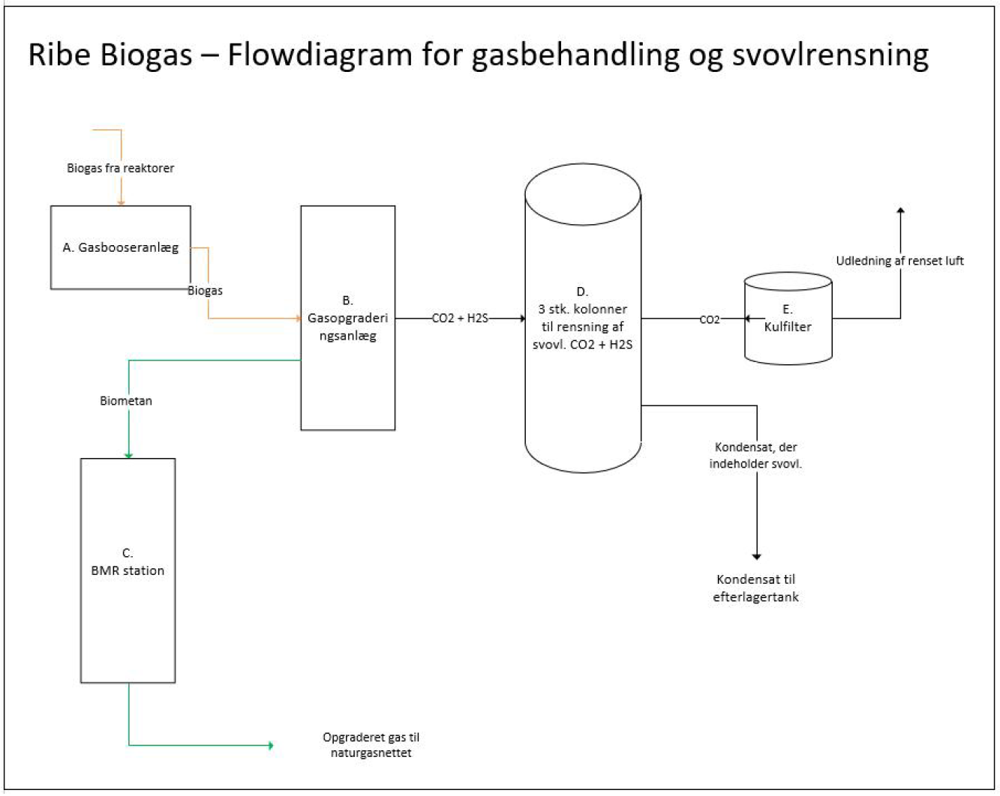 Ribe Biogas – Flowdiagram for gasbehandling og svovlrensning
Biogas fra reaktorer
A. Gasbooseranlæg
Biogas
B.
Gasopgraderi
ngsanlæg
CO2 + H2S
D.
3 stk. kolonner
til rensning af
svovl. CO2 + H2S
CO2
E.
Kulfilter
Udledning af renset luft
Biometan
Kondensat, der
indeholder svovl.
C.
BMR station
Kondensat til
efterlagertank
Opgraderet gas til
naturgasnettet